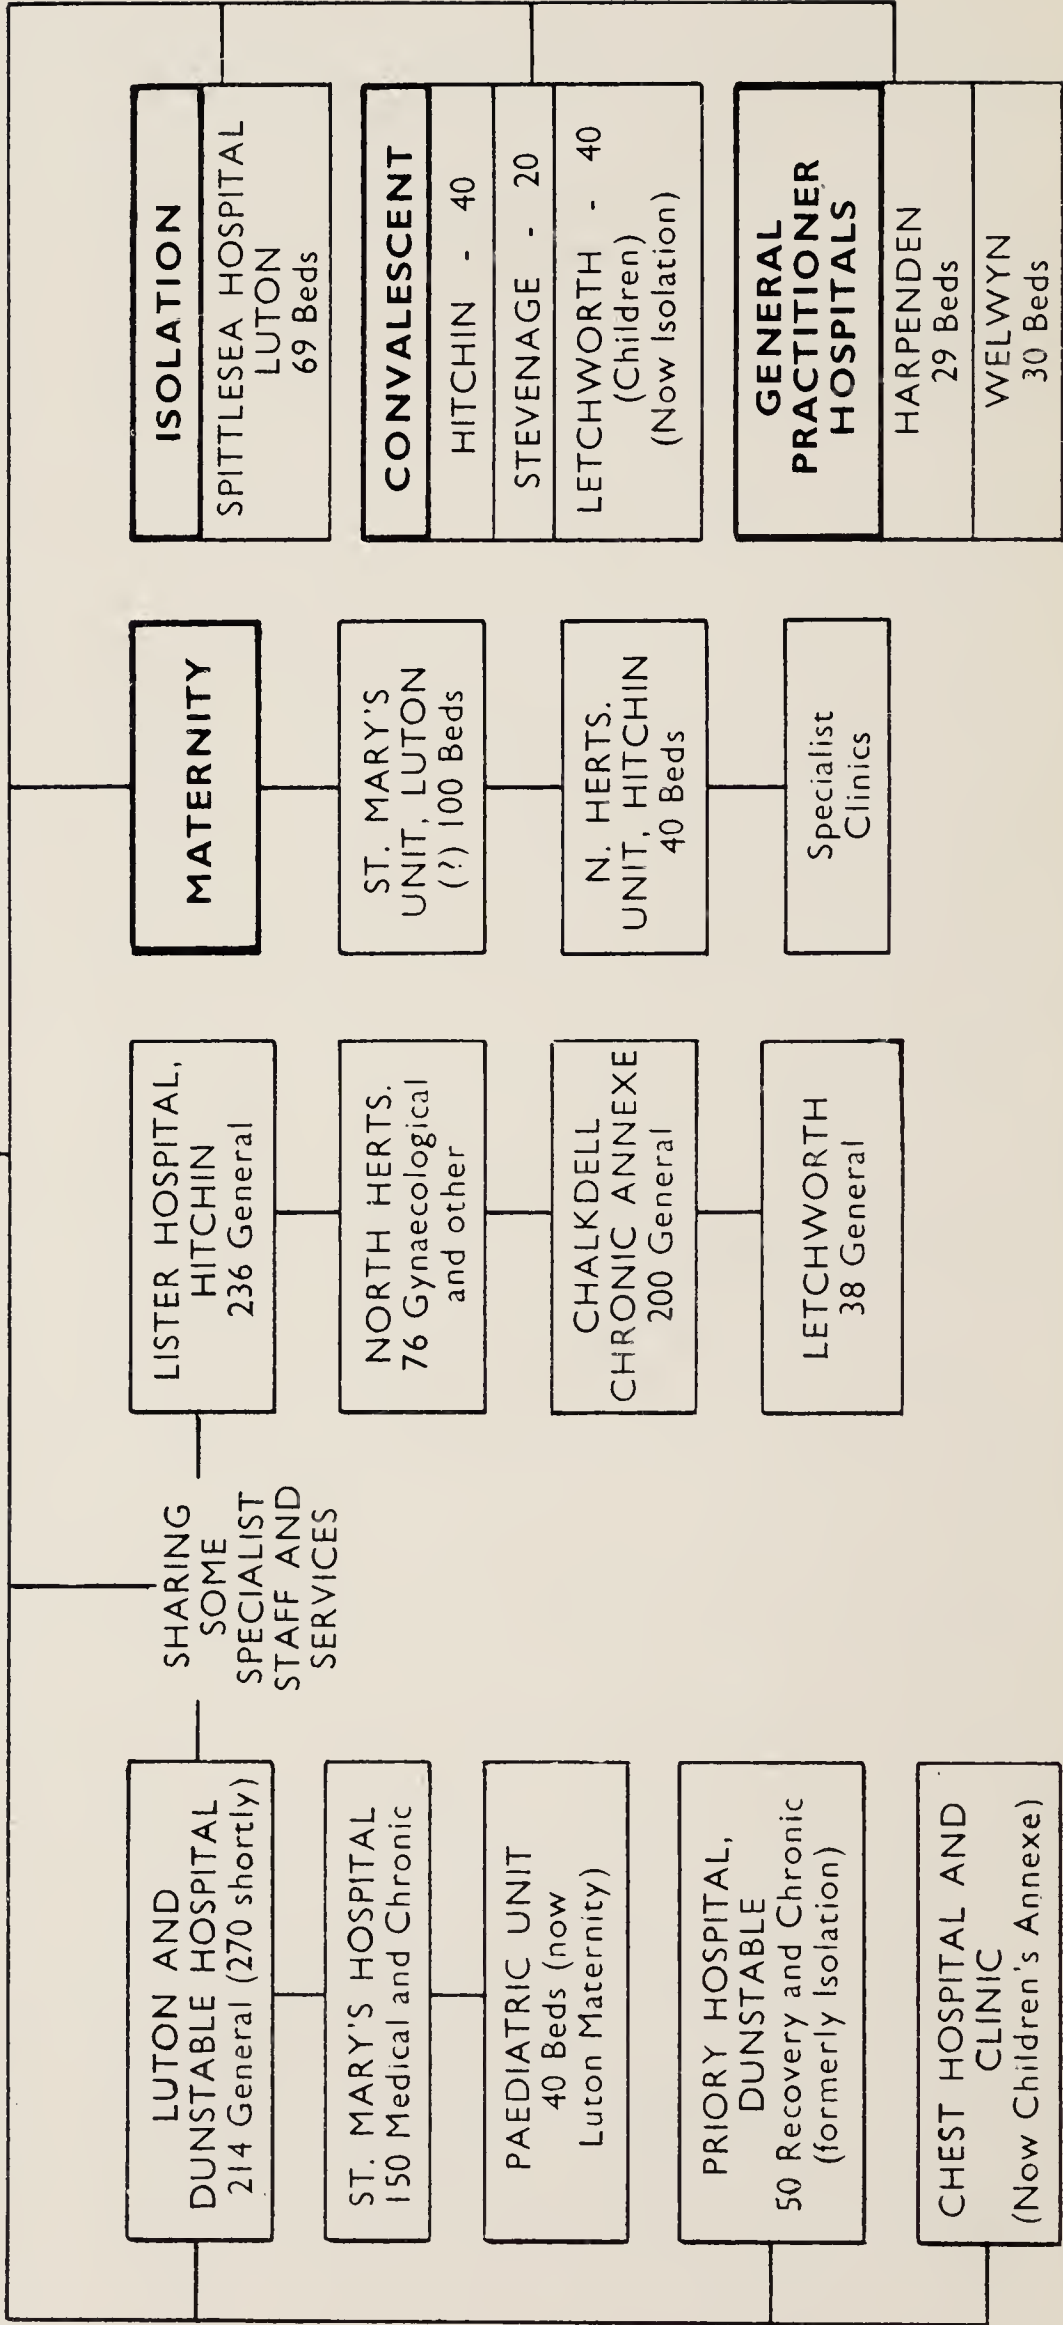 LUTON AND
DUNSTABLE HOSPITAL
214 General (270 shortly)
ST. MARY'S HOSPITAL
150 Medical and Chronic
PAEDIATRIC UNIT
40 Beds (now
Luton Maternity)
PRIORY HOSPITAL,
DUNSTABLE
50 Recovery and Chronic
(formerly Isolation)
CHEST HOSPITAL AND
CLINIC
(Now Children's Annexe)
SHARING
SOME
SPECIALIST
STAFF AND
SERVICES
LISTER HOSPITAL,
HITCHIN
236 General
NORTH HERTS.
76 Gynaecological
and other
CHALKDELL
CHRONIC ANNEXE
200 General
LETCHWORTH
38 General
MATERNITY
ST. MARY'S
UNIT, LUTON
(?) 100 Beds
N. HERTS.
UNIT, HITCHIN
40 Beds
Specialist
Clinics
ISOLATION
SPITTLESEA HOSPITAL
LUTON
69 Beds
CONVALESCENT
HITCHIN - 40
STEVENAGE - 20
LETCHWORTH - 40
(Children)
(Now Isolation)
GENERAL
PRACTITIONER
HOSPITALS
HARPENDEN
29 Beds
WELWYN
30 Beds